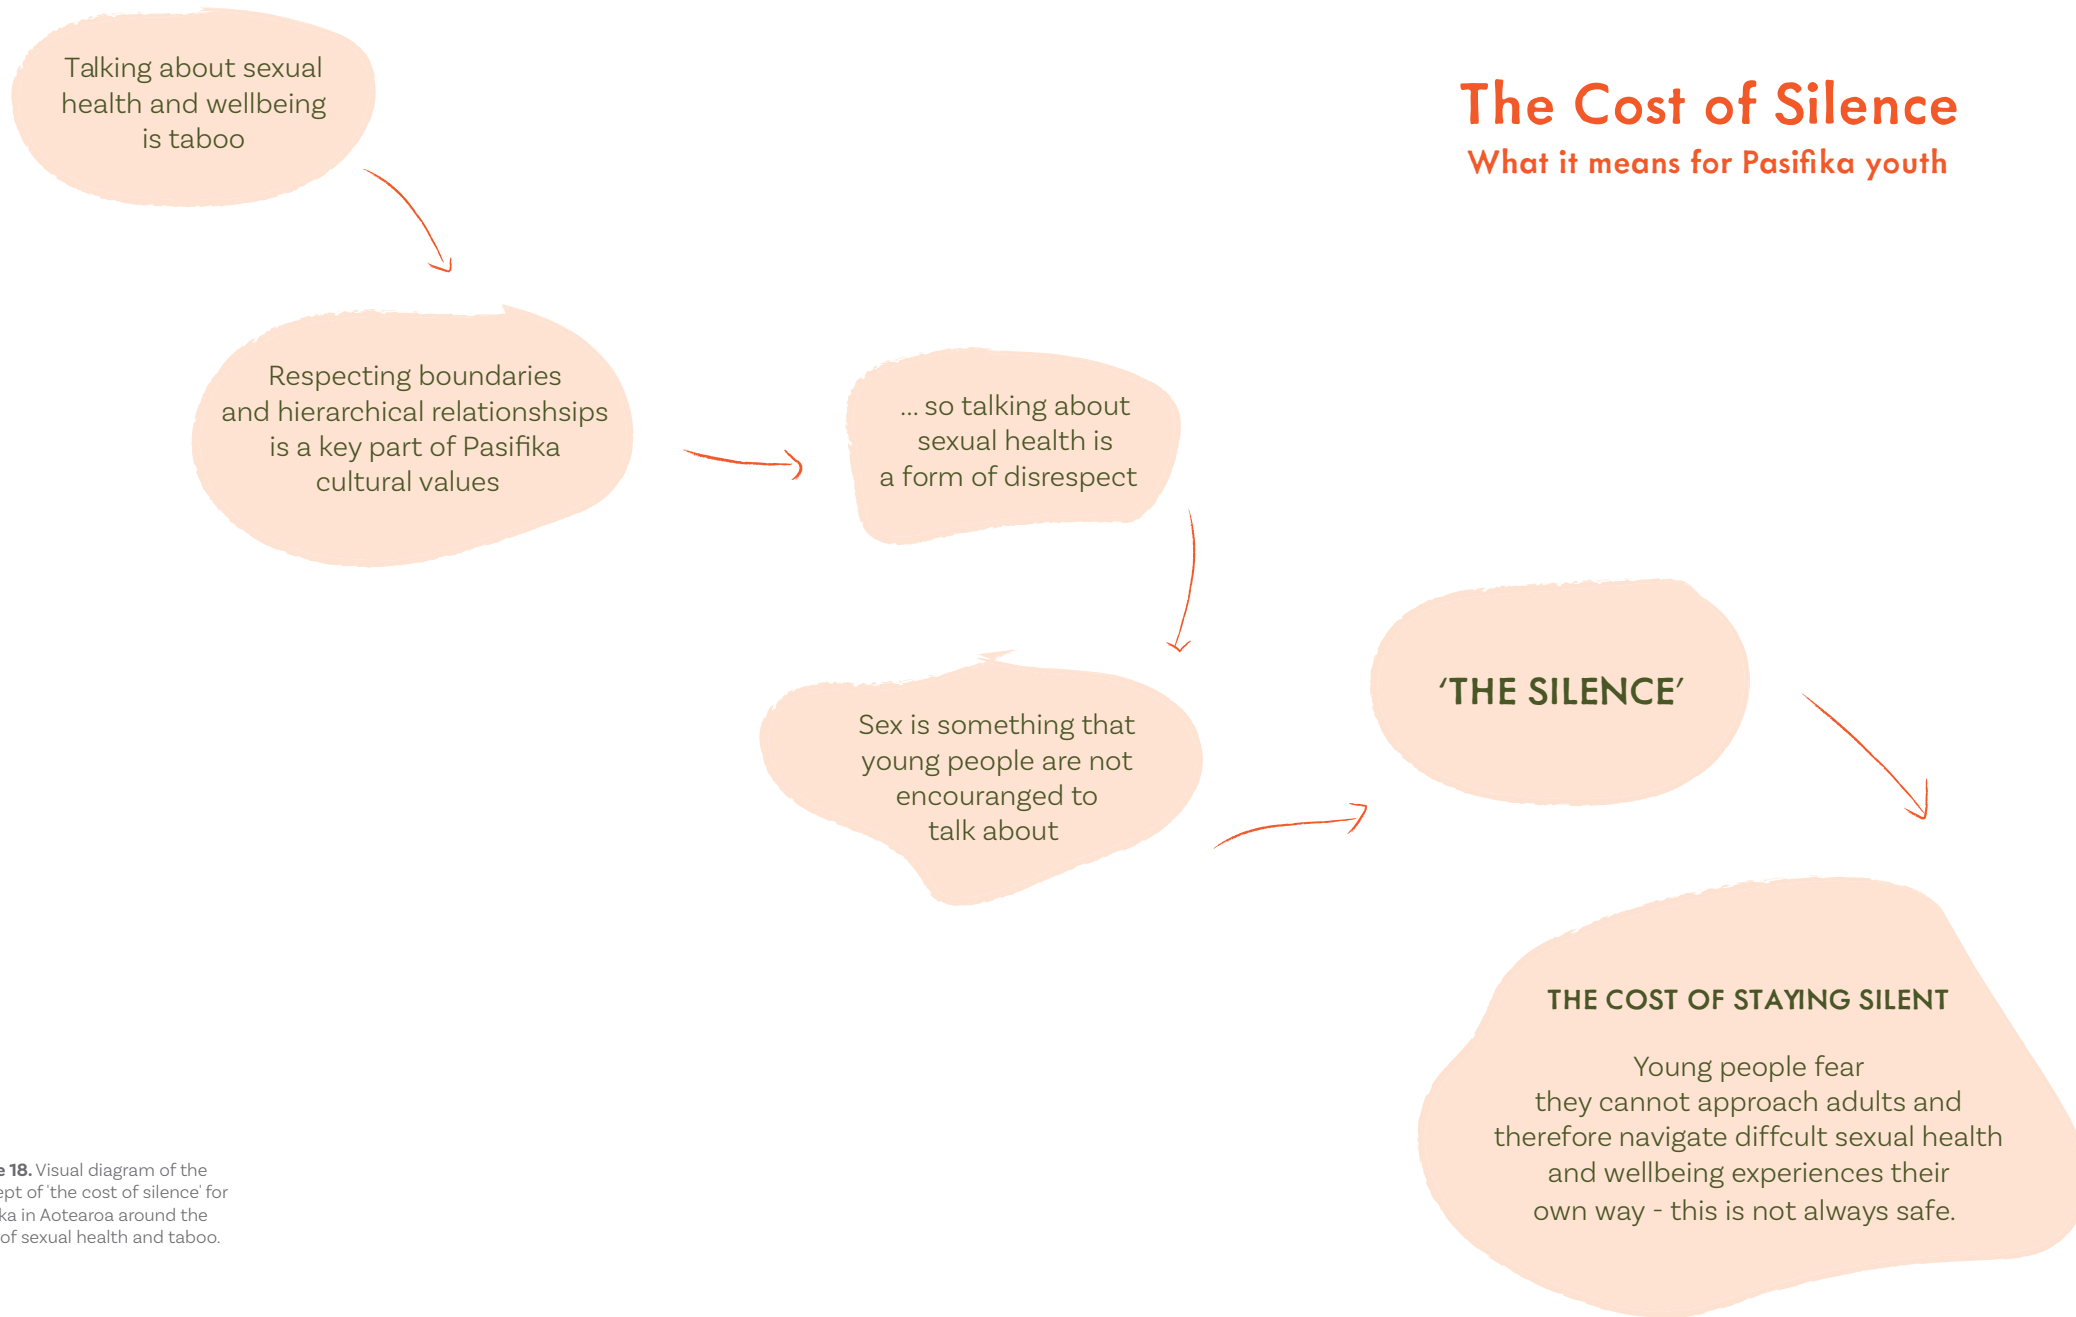 Talking about sexual
health and wellbeing
is taboo
The Cost of Silence
What it means for Pasifika youth
Respecting boundaries
and hierarchical relationshsips
is a key part of Pasifika
cultural values
... so talking about
sexual health is
a form of disrespect
Sex is something that
young people are not
encouranged to
talk about
‘THE SILENCE’
THE COST OF STAYING SILENT
Young people fear
they cannot approach adults and
therefore navigate diffcult sexual health
and wellbeing experiences their
own way - this is not always safe.
18. Visual diagram of the
of 'the cost of silence' for
in Aotearoa around the
of sexual health and taboo.